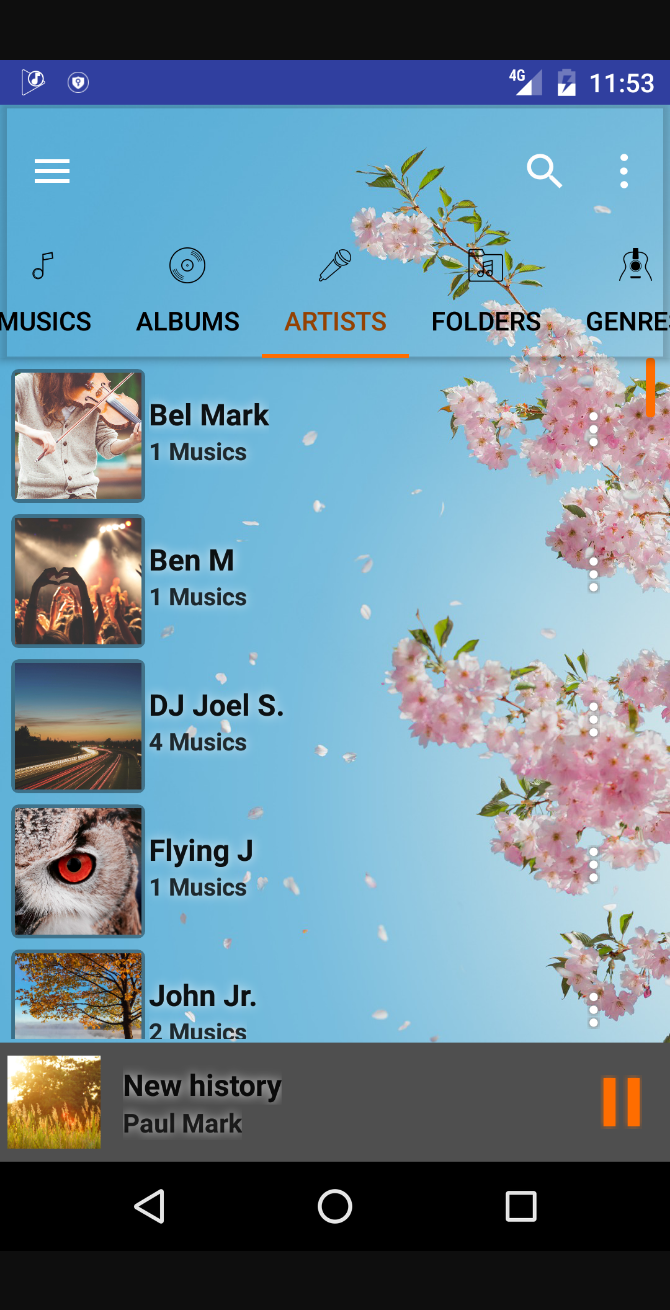 4G 11:53
MUSICS ALBUMS ARTISTS FOLDERS GENRE
Bel Mark
1 Musics
Ben M
1 Musics
DJ Joel S.
4 Musics
Flying J
1 Musics
John Jr.
2 Musics
New history
Paul Mark